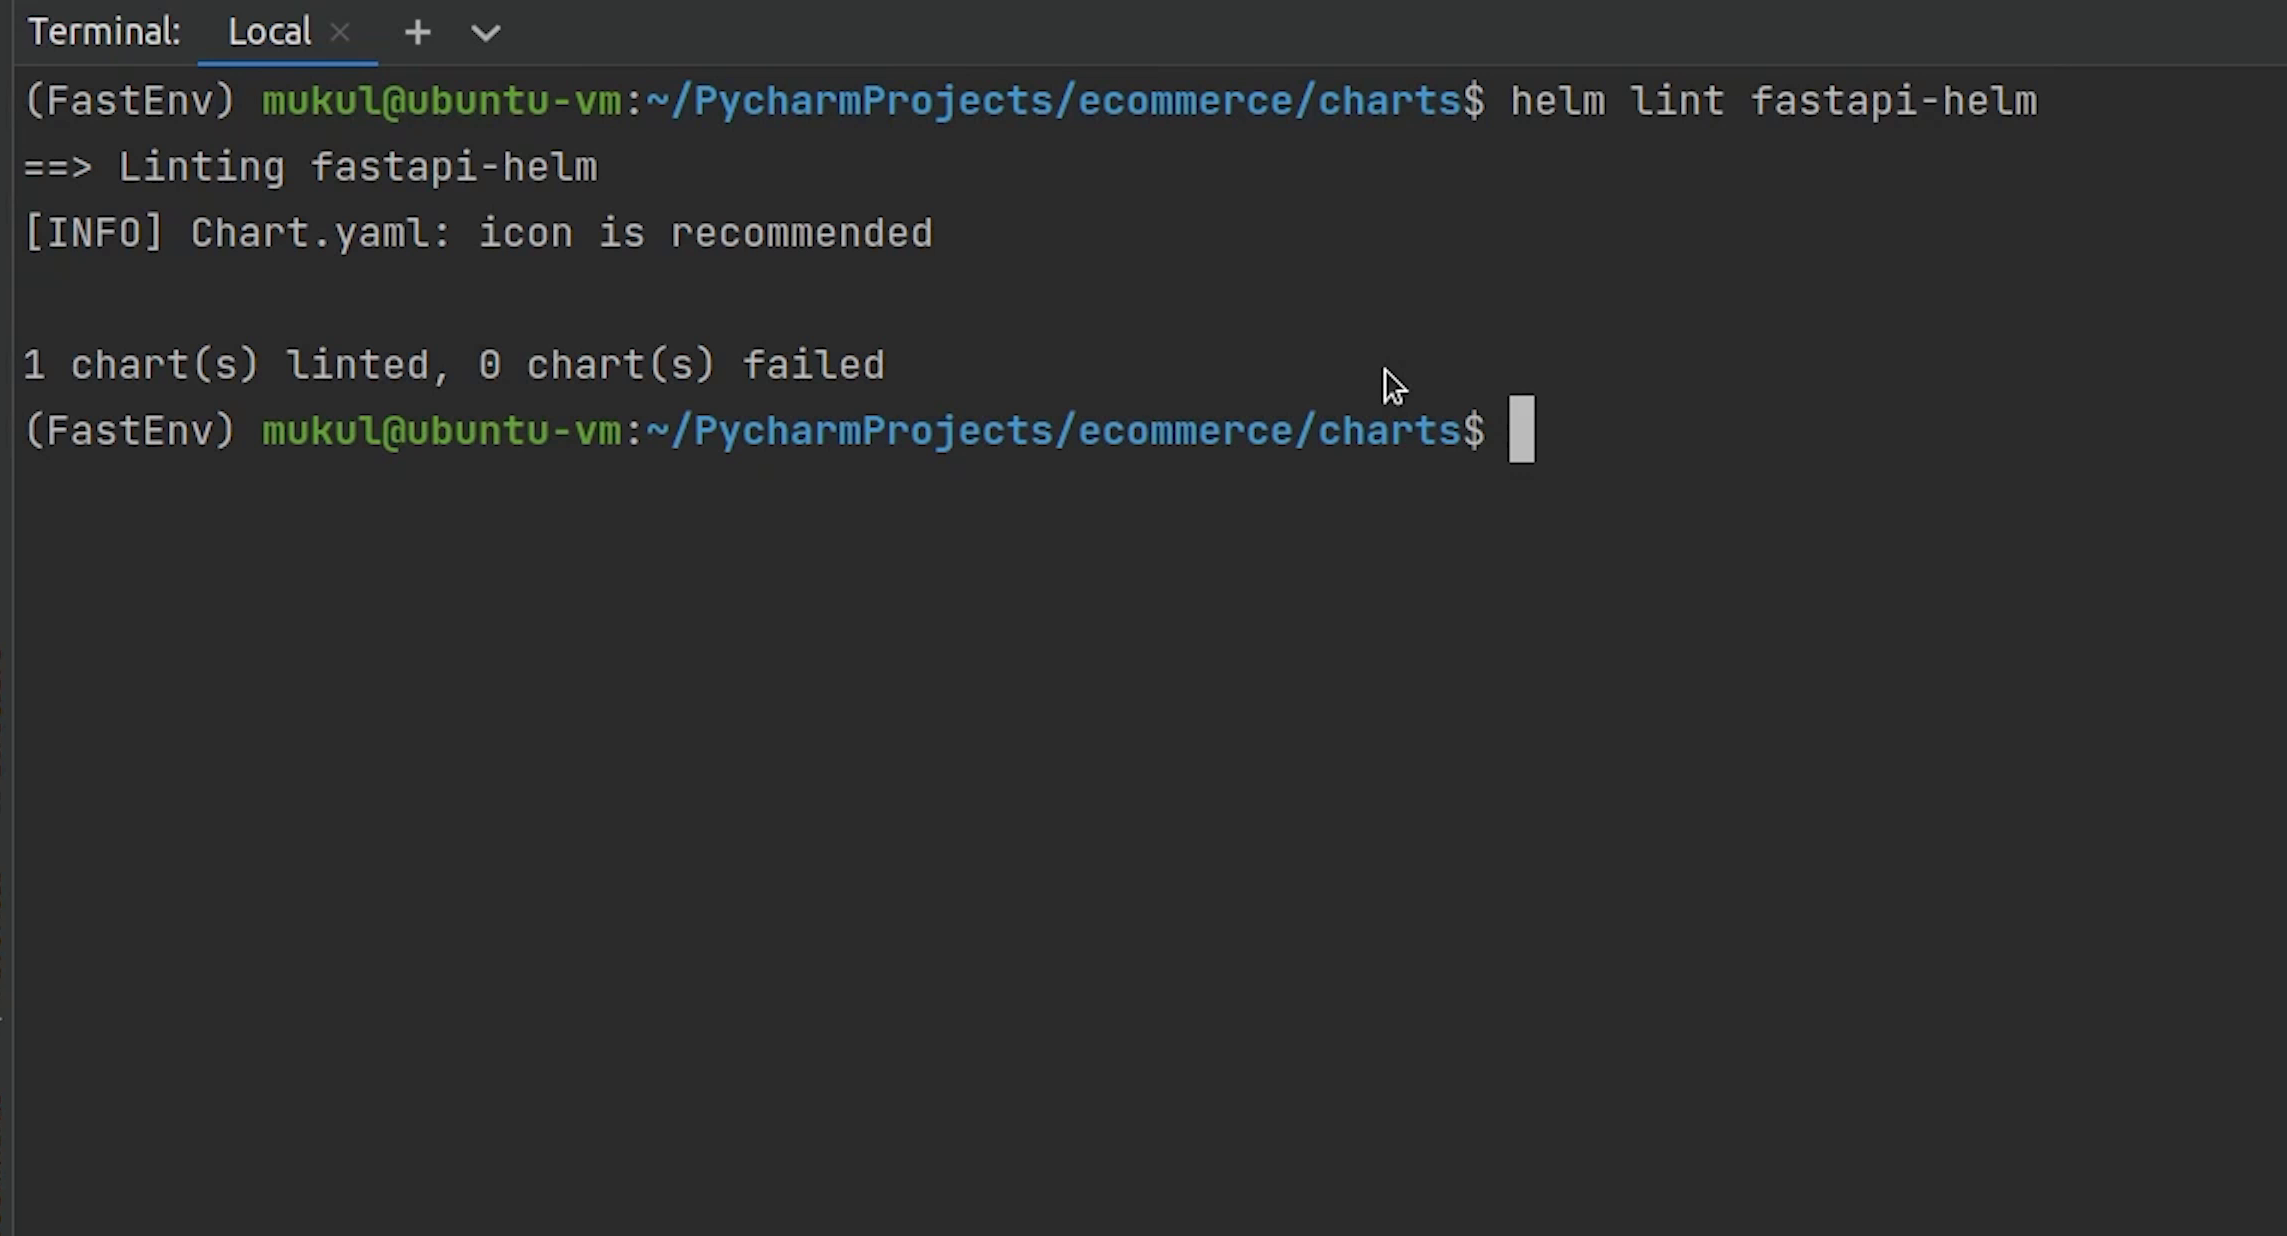 Terminal: Local
(FastEnv) mukul@ubuntu-vm:~/PycharmProjects/ecommerce/charts$ helm lint fastapi-helm
==> Linting fastapi-helm
[INFO] Chart.yaml: icon is recommended
1 chart(s) linted, 0 chart(s) failed
(FastEnv) mukul@ubuntu-vm:~/PycharmProjects/ecommerce/charts$